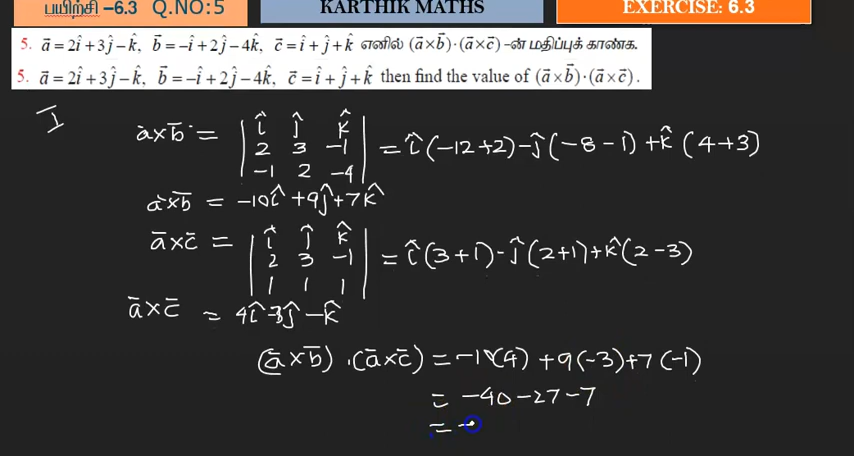 பயிற்சி –6.3 Q.NO:5 KARTHIK MATHS EXERCISE: 6.3
5. a⃗ = 2î + 3ĵ − k̂, b⃗ = −î + 2ĵ − 4k̂, c⃗ = î + ĵ + k̂ எனில் (a⃗ × b⃗)·(a⃗ × c⃗) -ன் மதிப்புக் காண்க.
5. a⃗ = 2î + 3ĵ − k̂, b⃗ = −î + 2ĵ − 4k̂, c⃗ = î + ĵ + k̂ then find the value of (a⃗ × b⃗)·(a⃗ × c⃗).
I
a̅×b̅ = | î ĵ k̂ |
| 2 3 −1 | = î(−12+2) − ĵ(−8−1) + k̂(4+3)
| −1 2 −4 |
a̅×b̅ = −10î + 9ĵ + 7k̂
a̅×c̅ = | î ĵ k̂ |
| 2 3 −1 | = î(3+1) − ĵ(2+1) + k̂(2−3)
| 1 1 1 |
a̅×c̅ = 4î − 3ĵ − k̂
(a̅×b̅)·(a̅×c̅) = −10(4) + 9(−3) + 7(−1)
= −40−27−7
= −